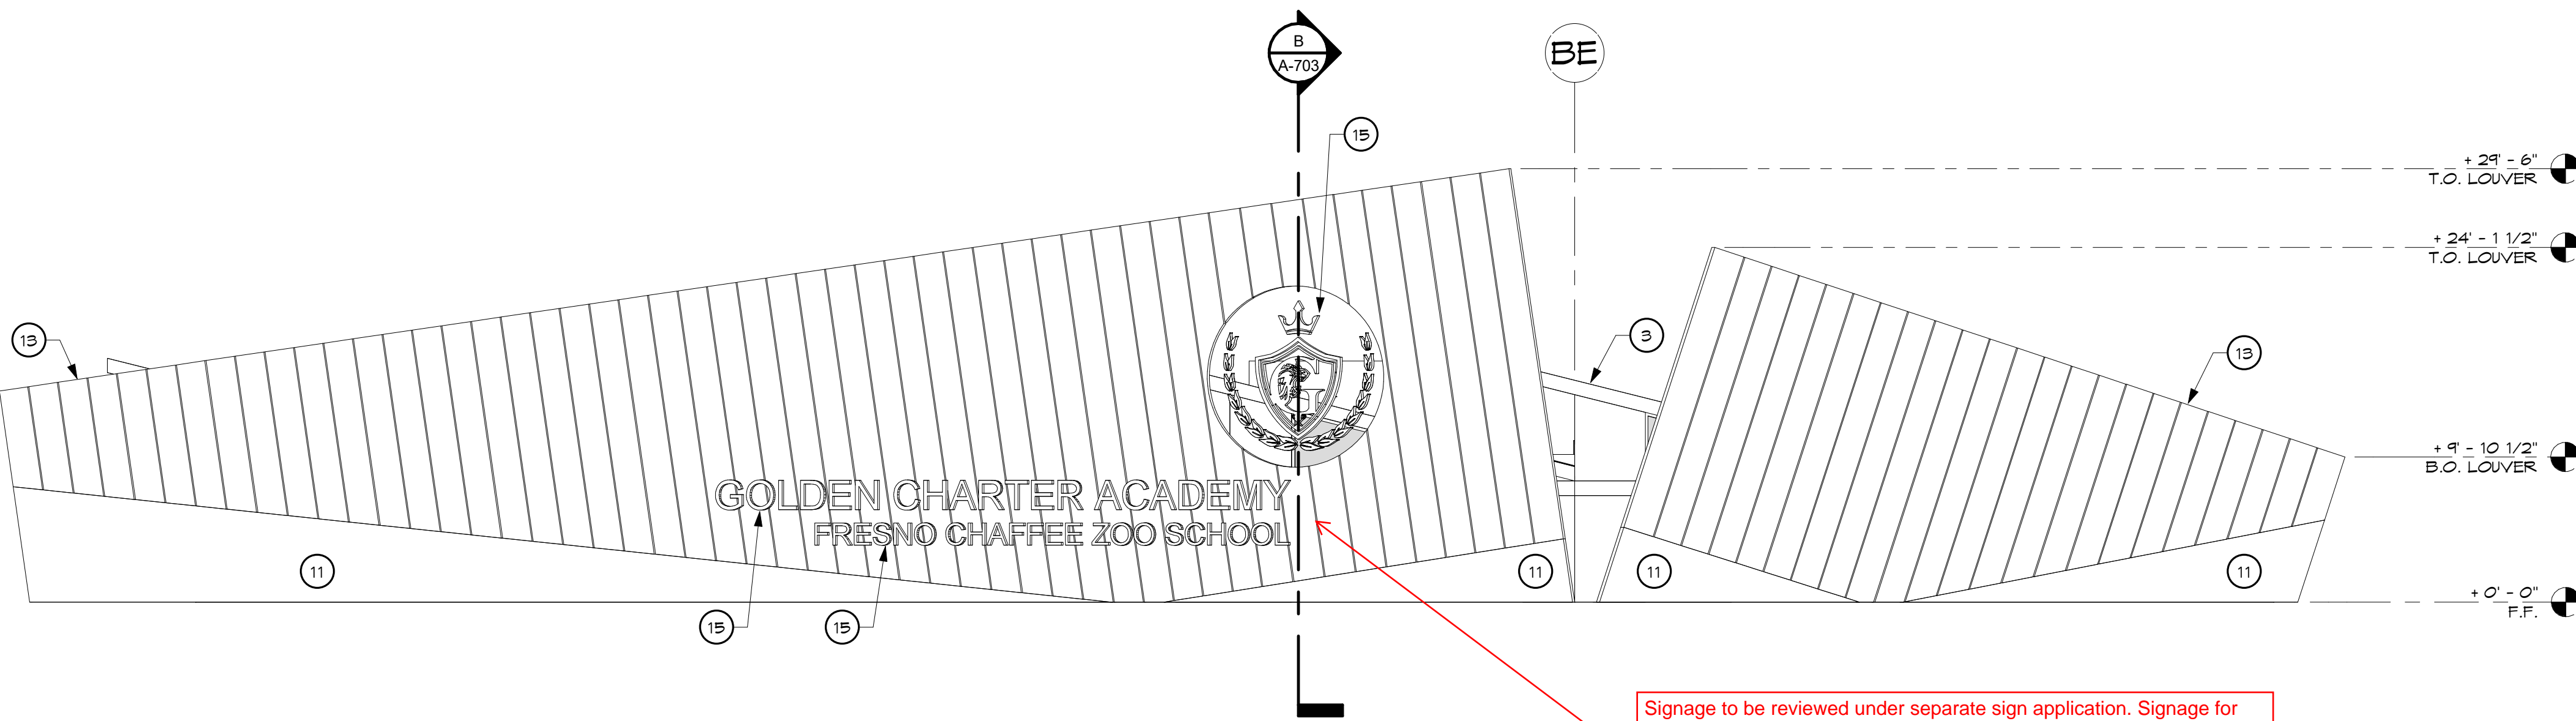 B
A-703
BE
15
+ 29' - 6"
T.O. LOUVER
+ 24' - 1 1/2"
T.O. LOUVER
13
3
13
+ 9' - 10 1/2"
B.O. LOUVER
G
GOLDEN CHARTER ACADEMY
FRESNO CHAFFEE ZOO SCHOOL
11
11
11
11
+ 0' - 0"
F.F.
15
15
Signage to be reviewed under separate sign application. Signage for